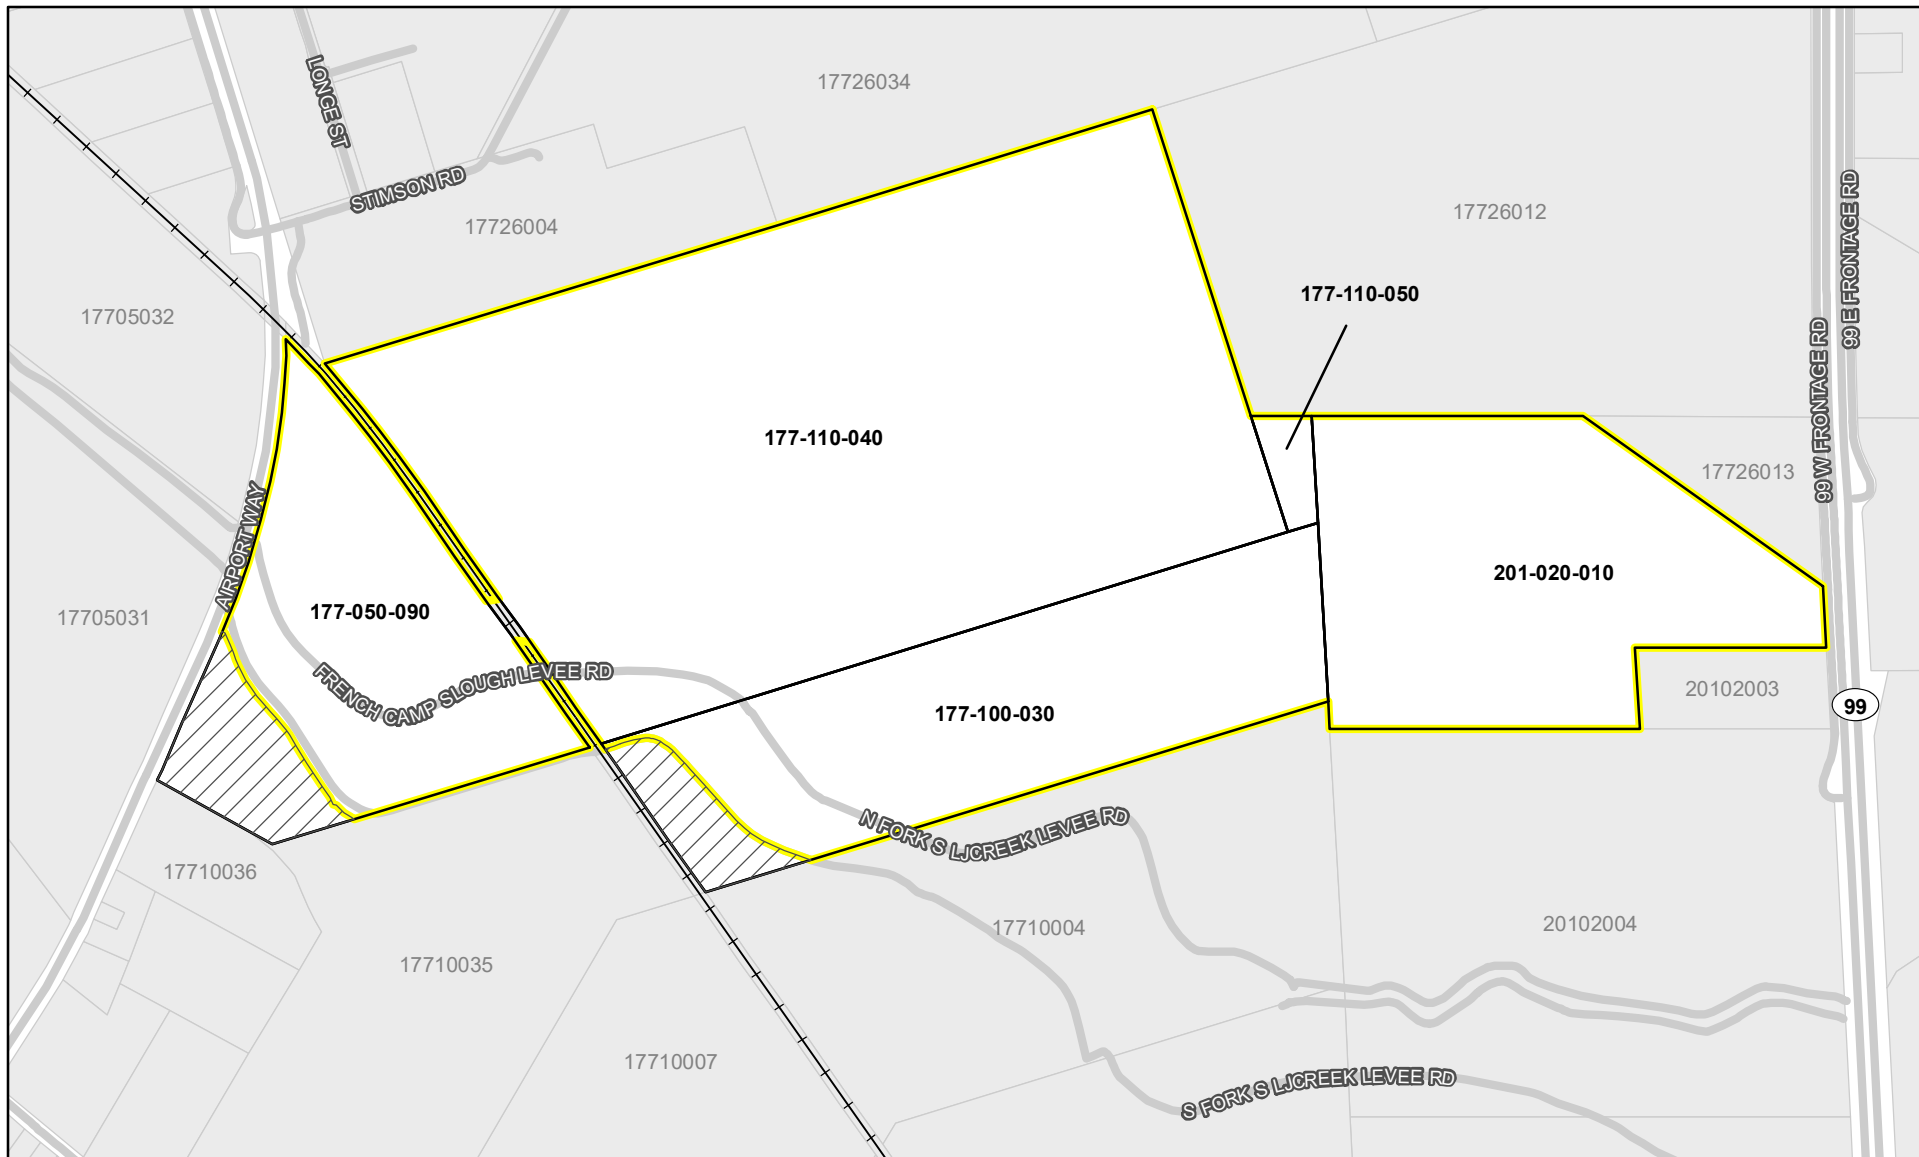 17726034
LONGE ST
STIMSON RD
17726004
17726012
99 E FRONTAGE RD
177-110-050
17705032
99 W FRONTAGE RD
177-110-040
17726013
AIRPORT WAY
201-020-010
177-050-090
17705031
FRENCH CAMP SLOUGH LEVEE RD
20102003
99
177-100-030
N FORK S LJCREEK LEVEE RD
17710036
17710004
20102004
17710035
17710007
S FORK S LJCREEK LEVEE RD